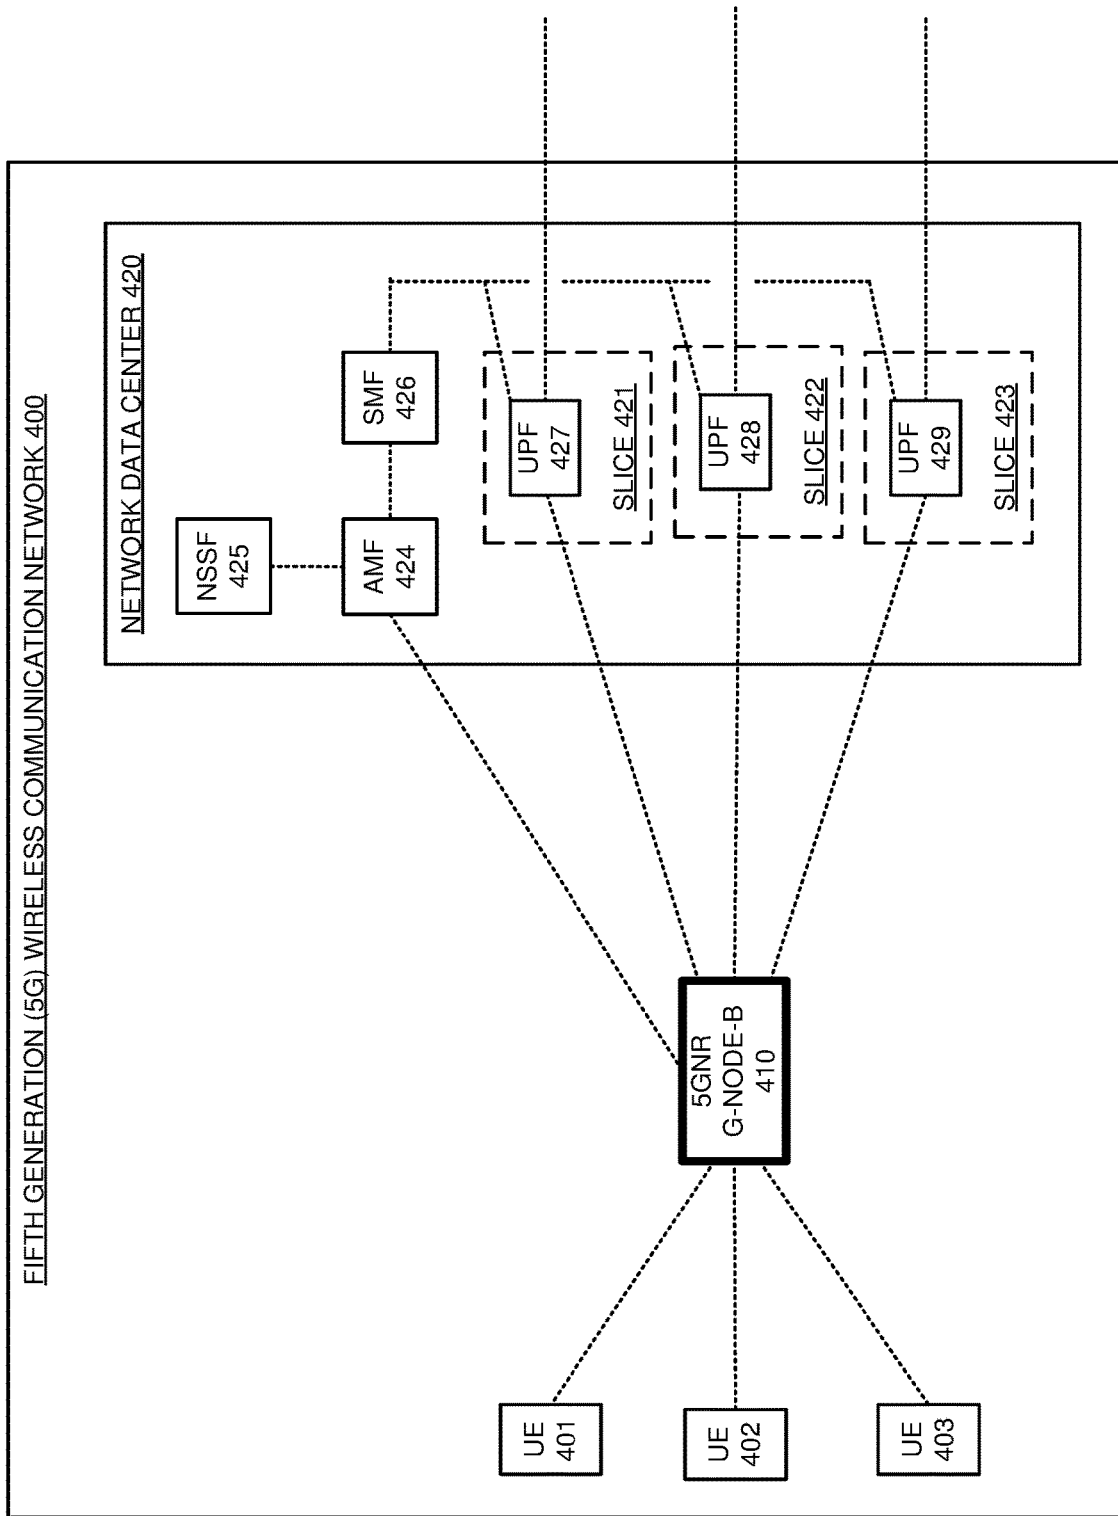 FIFTH GENERATION (5G) WIRELESS COMMUNICATION NETWORK 400
NETWORK DATA CENTER 420
NSSF
425
AMF
424
SMF
426
UPF
427
SLICE 421
UPF
428
SLICE 422
UPF
429
SLICE 423
5GNR
G-NODE-B
410
UE
401
UE
402
UE
403